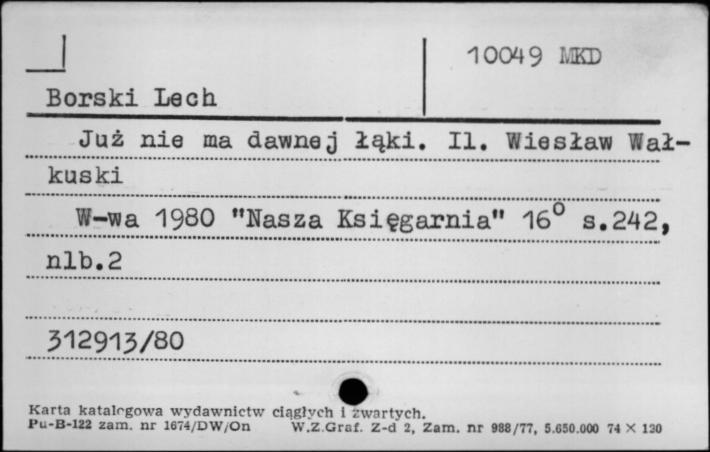 10049 MKD
Borski Lech
Już nie ma dawnej łąki. Il. Wiesław Wał-
kuski
W-wa 1980 "Nasza Księgarnia" 16° s.242,
nlb.2
312913/80
Karta katalogowa wydawnictw ciągłych i zwartych.
Pu-B-122 zam. nr 1674/DW/On W.Z.Graf. Z-d 2, Zam. nr 988/77, 5.650.000 74 × 120